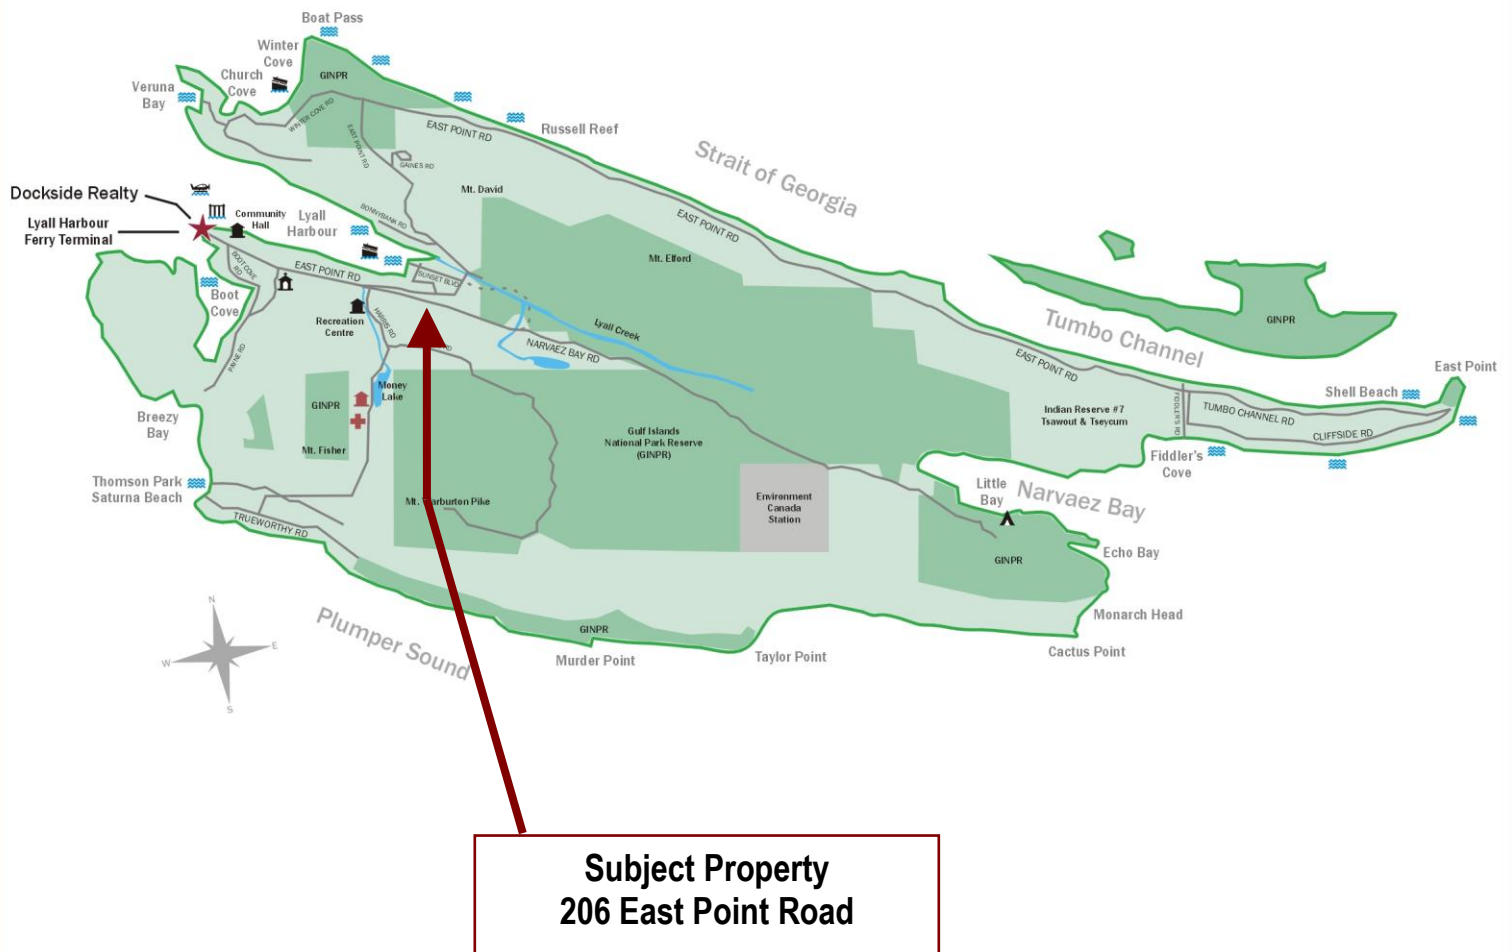 Boat Pass
Winter
Cove
GINPR
Church
Cove
Veruna
Bay
WINTER COVE RD
EAST POINT RD
EAST POINT RD
Russell Reef
GAINES RD
Strait of Georgia
Mt. David
Dockside Realty
Community
Hall
Lyall
Harbour
BONNYBANK RD
EAST POINT RD
Lyall Harbour
Ferry Terminal
BOOT COVE
RD
EAST POINT RD
SUNSET BLVD
Mt. Elford
Boot
Cove
Recreation
Centre
HARRIS RD
RD
Lyall Creek
NARVAEZ BAY RD
GINPR
Tumbo Channel
EAST POINT RD
East Point
PAYNE RD
Money
Lake
Shell Beach
GINPR
Breezy
Bay
Mt. Fisher
Gulf Islands
National Park Reserve
(GINPR)
Indian Reserve #7
Tsawout & Tseycum
FIDDLER'S RD
TUMBO CHANNEL RD
CLIFFSIDE RD
Fiddler's
Cove
Thomson Park
Saturna Beach
Mt. Warburton Pike
Environment
Canada
Station
Little
Bay
Narvaez Bay
TRUEWORTHY RD
Echo Bay
GINPR
N
W
E
S
Plumper Sound
GINPR
Murder Point
Taylor Point
Monarch Head
Cactus Point
Subject Property
206 East Point Road